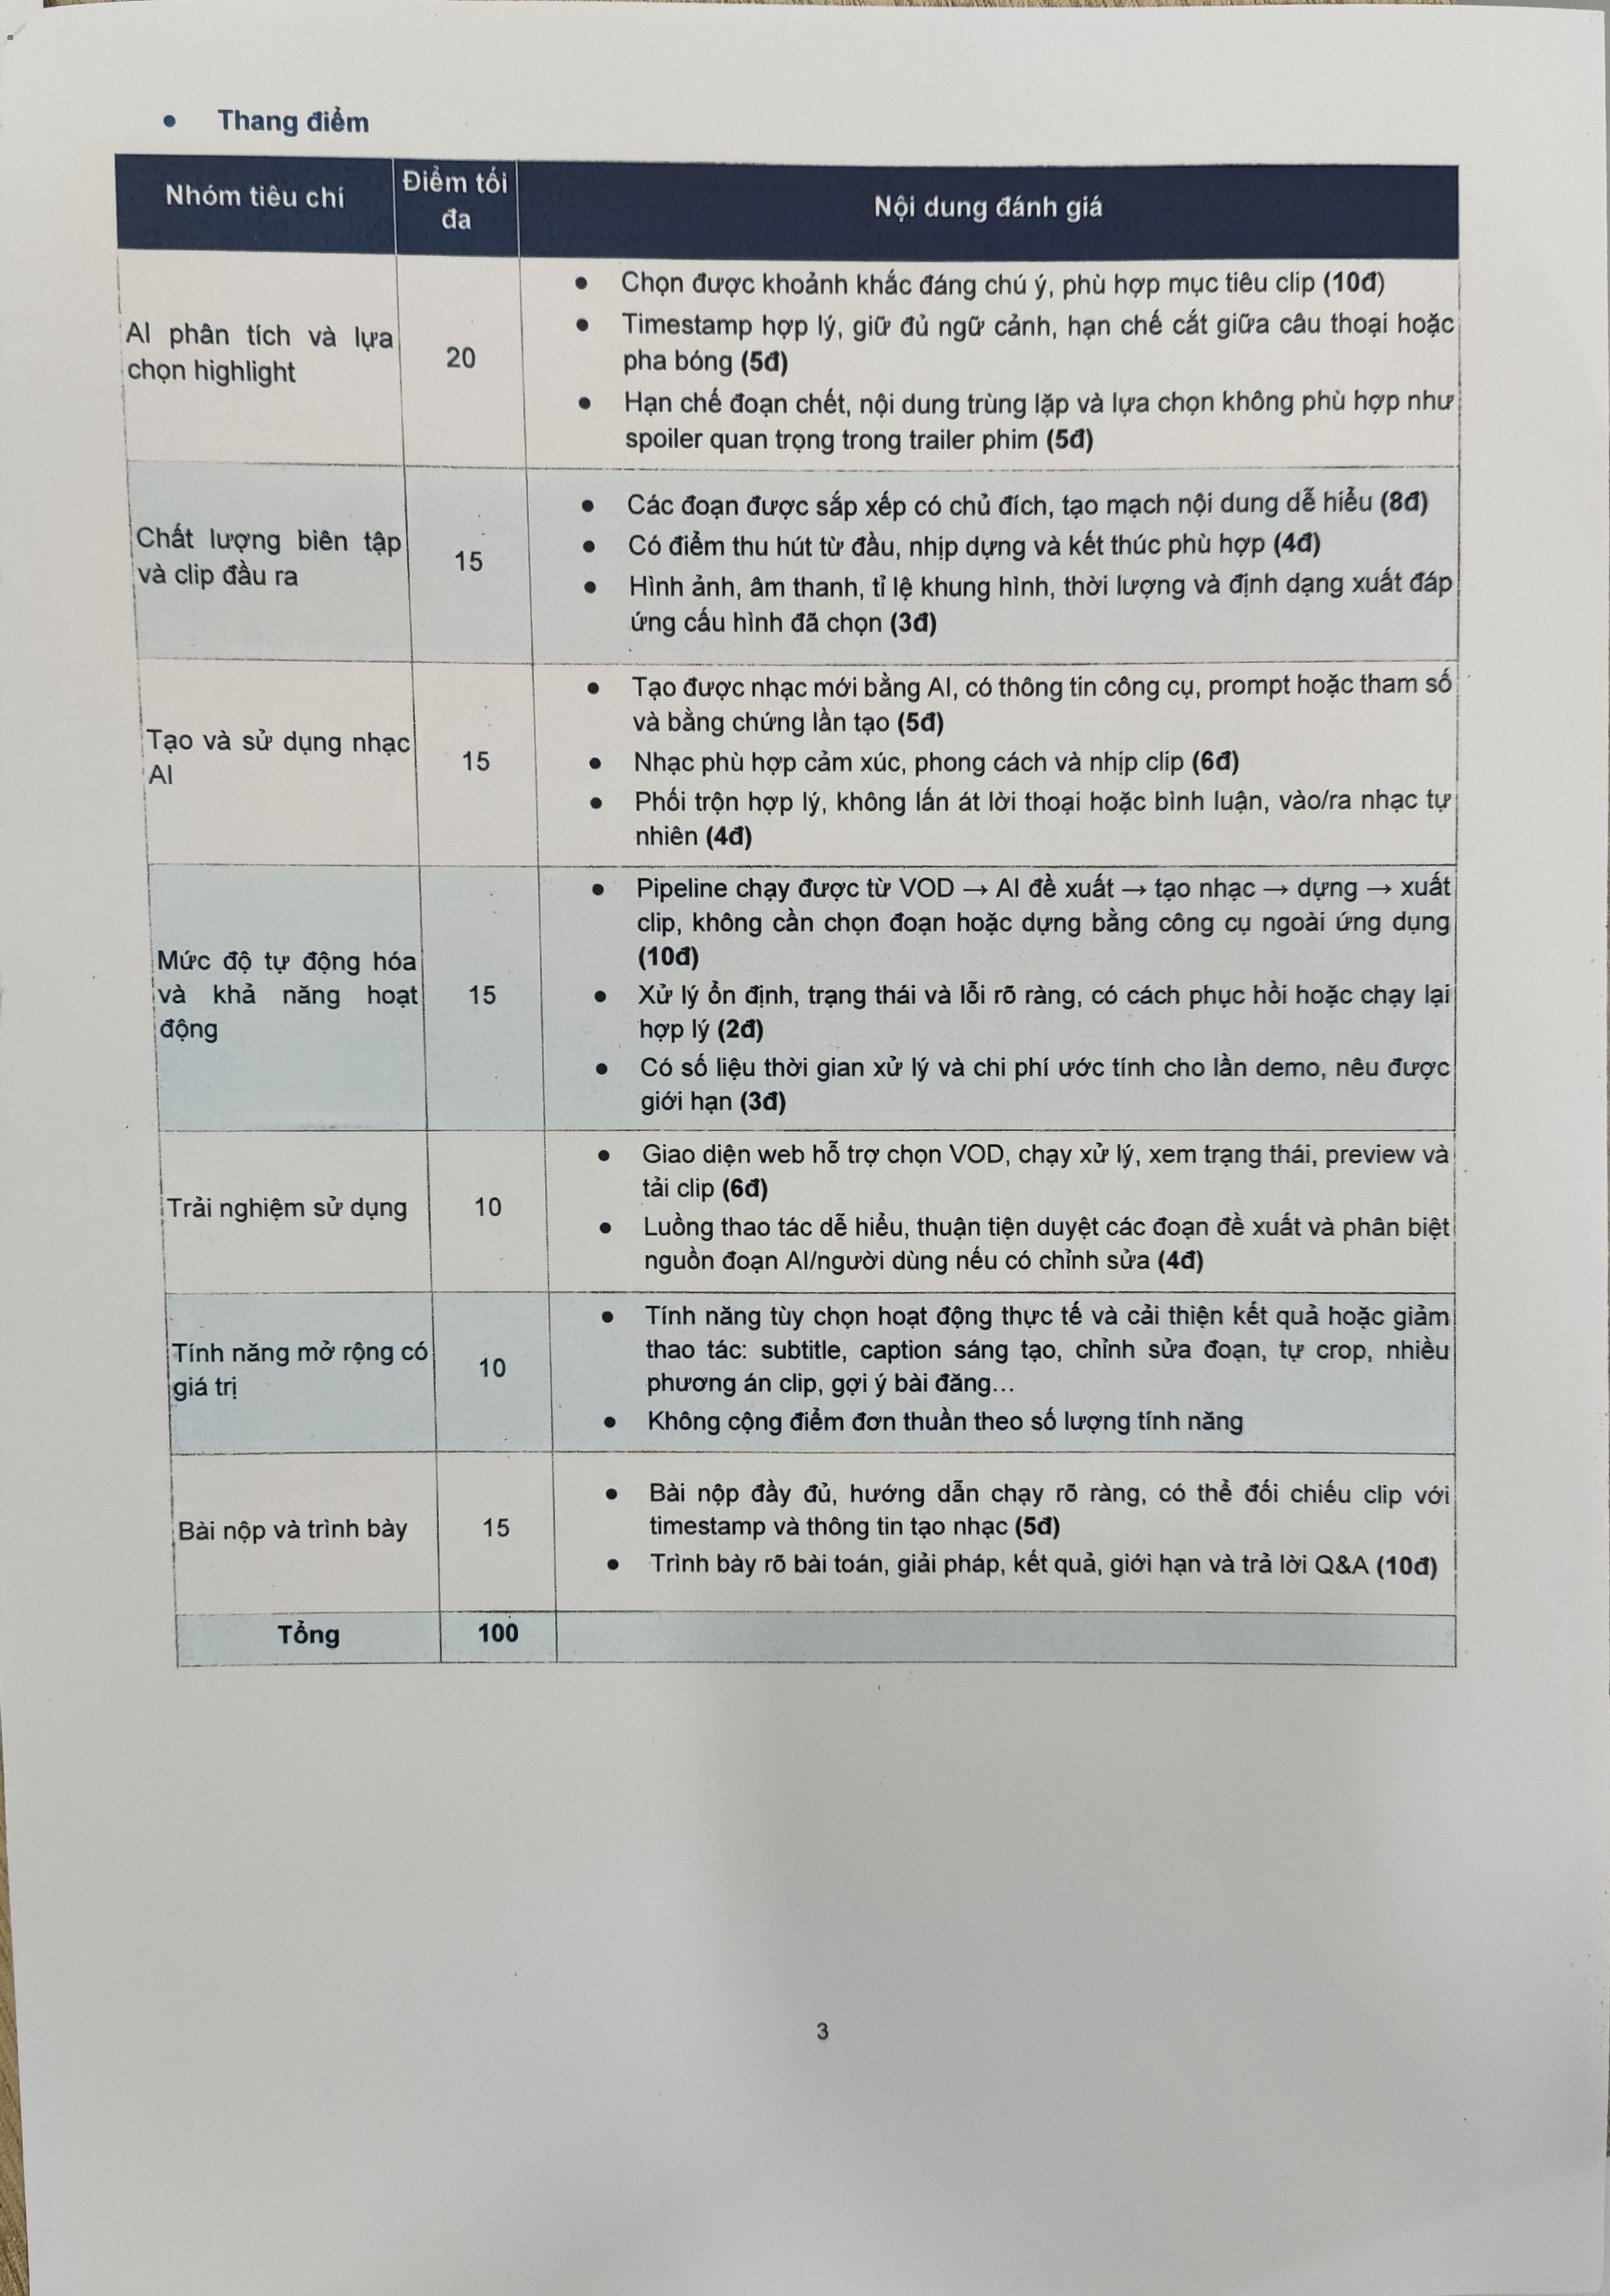 • Thang điểm
Nhóm tiêu chí
Điểm tối
đa
Nội dung đánh giá
AI phân tích và lựa
chọn highlight
20
• Chọn được khoảnh khắc đáng chú ý, phù hợp mục tiêu clip (10đ)
• Timestamp hợp lý, giữ đủ ngữ cảnh, hạn chế cắt giữa câu thoại hoặc
pha bóng (5đ)
• Hạn chế đoạn chết, nội dung trùng lặp và lựa chọn không phù hợp như
spoiler quan trọng trong trailer phim (5đ)
Chất lượng biên tập
và clip đầu ra
15
• Các đoạn được sắp xếp có chủ đích, tạo mạch nội dung dễ hiểu (8đ)
• Có điểm thu hút từ đầu, nhịp dựng và kết thúc phù hợp (4đ)
• Hình ảnh, âm thanh, tỉ lệ khung hình, thời lượng và định dạng xuất đáp
ứng cấu hình đã chọn (3đ)
Tạo và sử dụng nhạc
AI
15
• Tạo được nhạc mới bằng AI, có thông tin công cụ, prompt hoặc tham số
và bằng chứng lần tạo (5đ)
• Nhạc phù hợp cảm xúc, phong cách và nhịp clip (6đ)
• Phối trộn hợp lý, không lấn át lời thoại hoặc bình luận, vào/ra nhạc tự
nhiên (4đ)
Mức độ tự động hóa
và khả năng hoạt
động
15
• Pipeline chạy được từ VOD → AI đề xuất → tạo nhạc → dựng → xuất
clip, không cần chọn đoạn hoặc dựng bằng công cụ ngoài ứng dụng
(10đ)
• Xử lý ổn định, trạng thái và lỗi rõ ràng, có cách phục hồi hoặc chạy lại
hợp lý (2đ)
• Có số liệu thời gian xử lý và chi phí ước tính cho lần demo, nêu được
giới hạn (3đ)
Trải nghiệm sử dụng
10
• Giao diện web hỗ trợ chọn VOD, chạy xử lý, xem trạng thái, preview và
tải clip (6đ)
• Luồng thao tác dễ hiểu, thuận tiện duyệt các đoạn đề xuất và phân biệt
nguồn đoạn AI/người dùng nếu có chỉnh sửa (4đ)
Tính năng mở rộng có
giá trị
10
• Tính năng tùy chọn hoạt động thực tế và cải thiện kết quả hoặc giảm
thao tác: subtitle, caption sáng tạo, chỉnh sửa đoạn, tự crop, nhiều
phương án clip, gợi ý bài đăng...
• Không cộng điểm đơn thuần theo số lượng tính năng
Bài nộp và trình bày
15
• Bài nộp đầy đủ, hướng dẫn chạy rõ ràng, có thể đối chiếu clip với
timestamp và thông tin tạo nhạc (5đ)
• Trình bày rõ bài toán, giải pháp, kết quả, giới hạn và trả lời Q&A (10đ)
Tổng
100
3